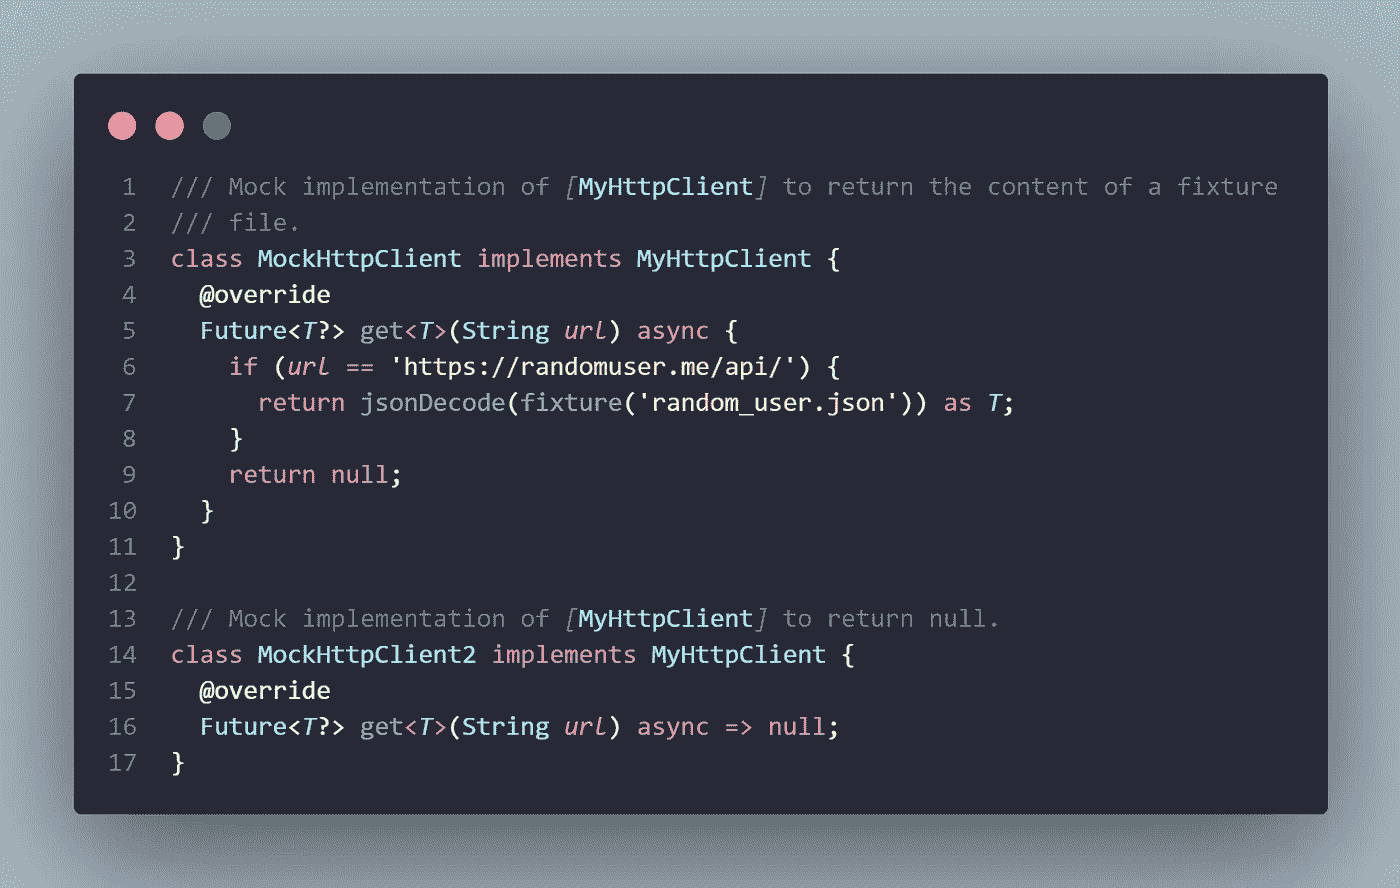 1 /// Mock implementation of [MyHttpClient] to return the content of a fixture
2 /// file.
3 class MockHttpClient implements MyHttpClient {
4   @override
5   Future<T?> get<T>(String url) async {
6     if (url == 'https://randomuser.me/api/') {
7       return jsonDecode(fixture('random_user.json')) as T;
8     }
9     return null;
10   }
11 }
12
13 /// Mock implementation of [MyHttpClient] to return null.
14 class MockHttpClient2 implements MyHttpClient {
15   @override
16   Future<T?> get<T>(String url) async => null;
17 }